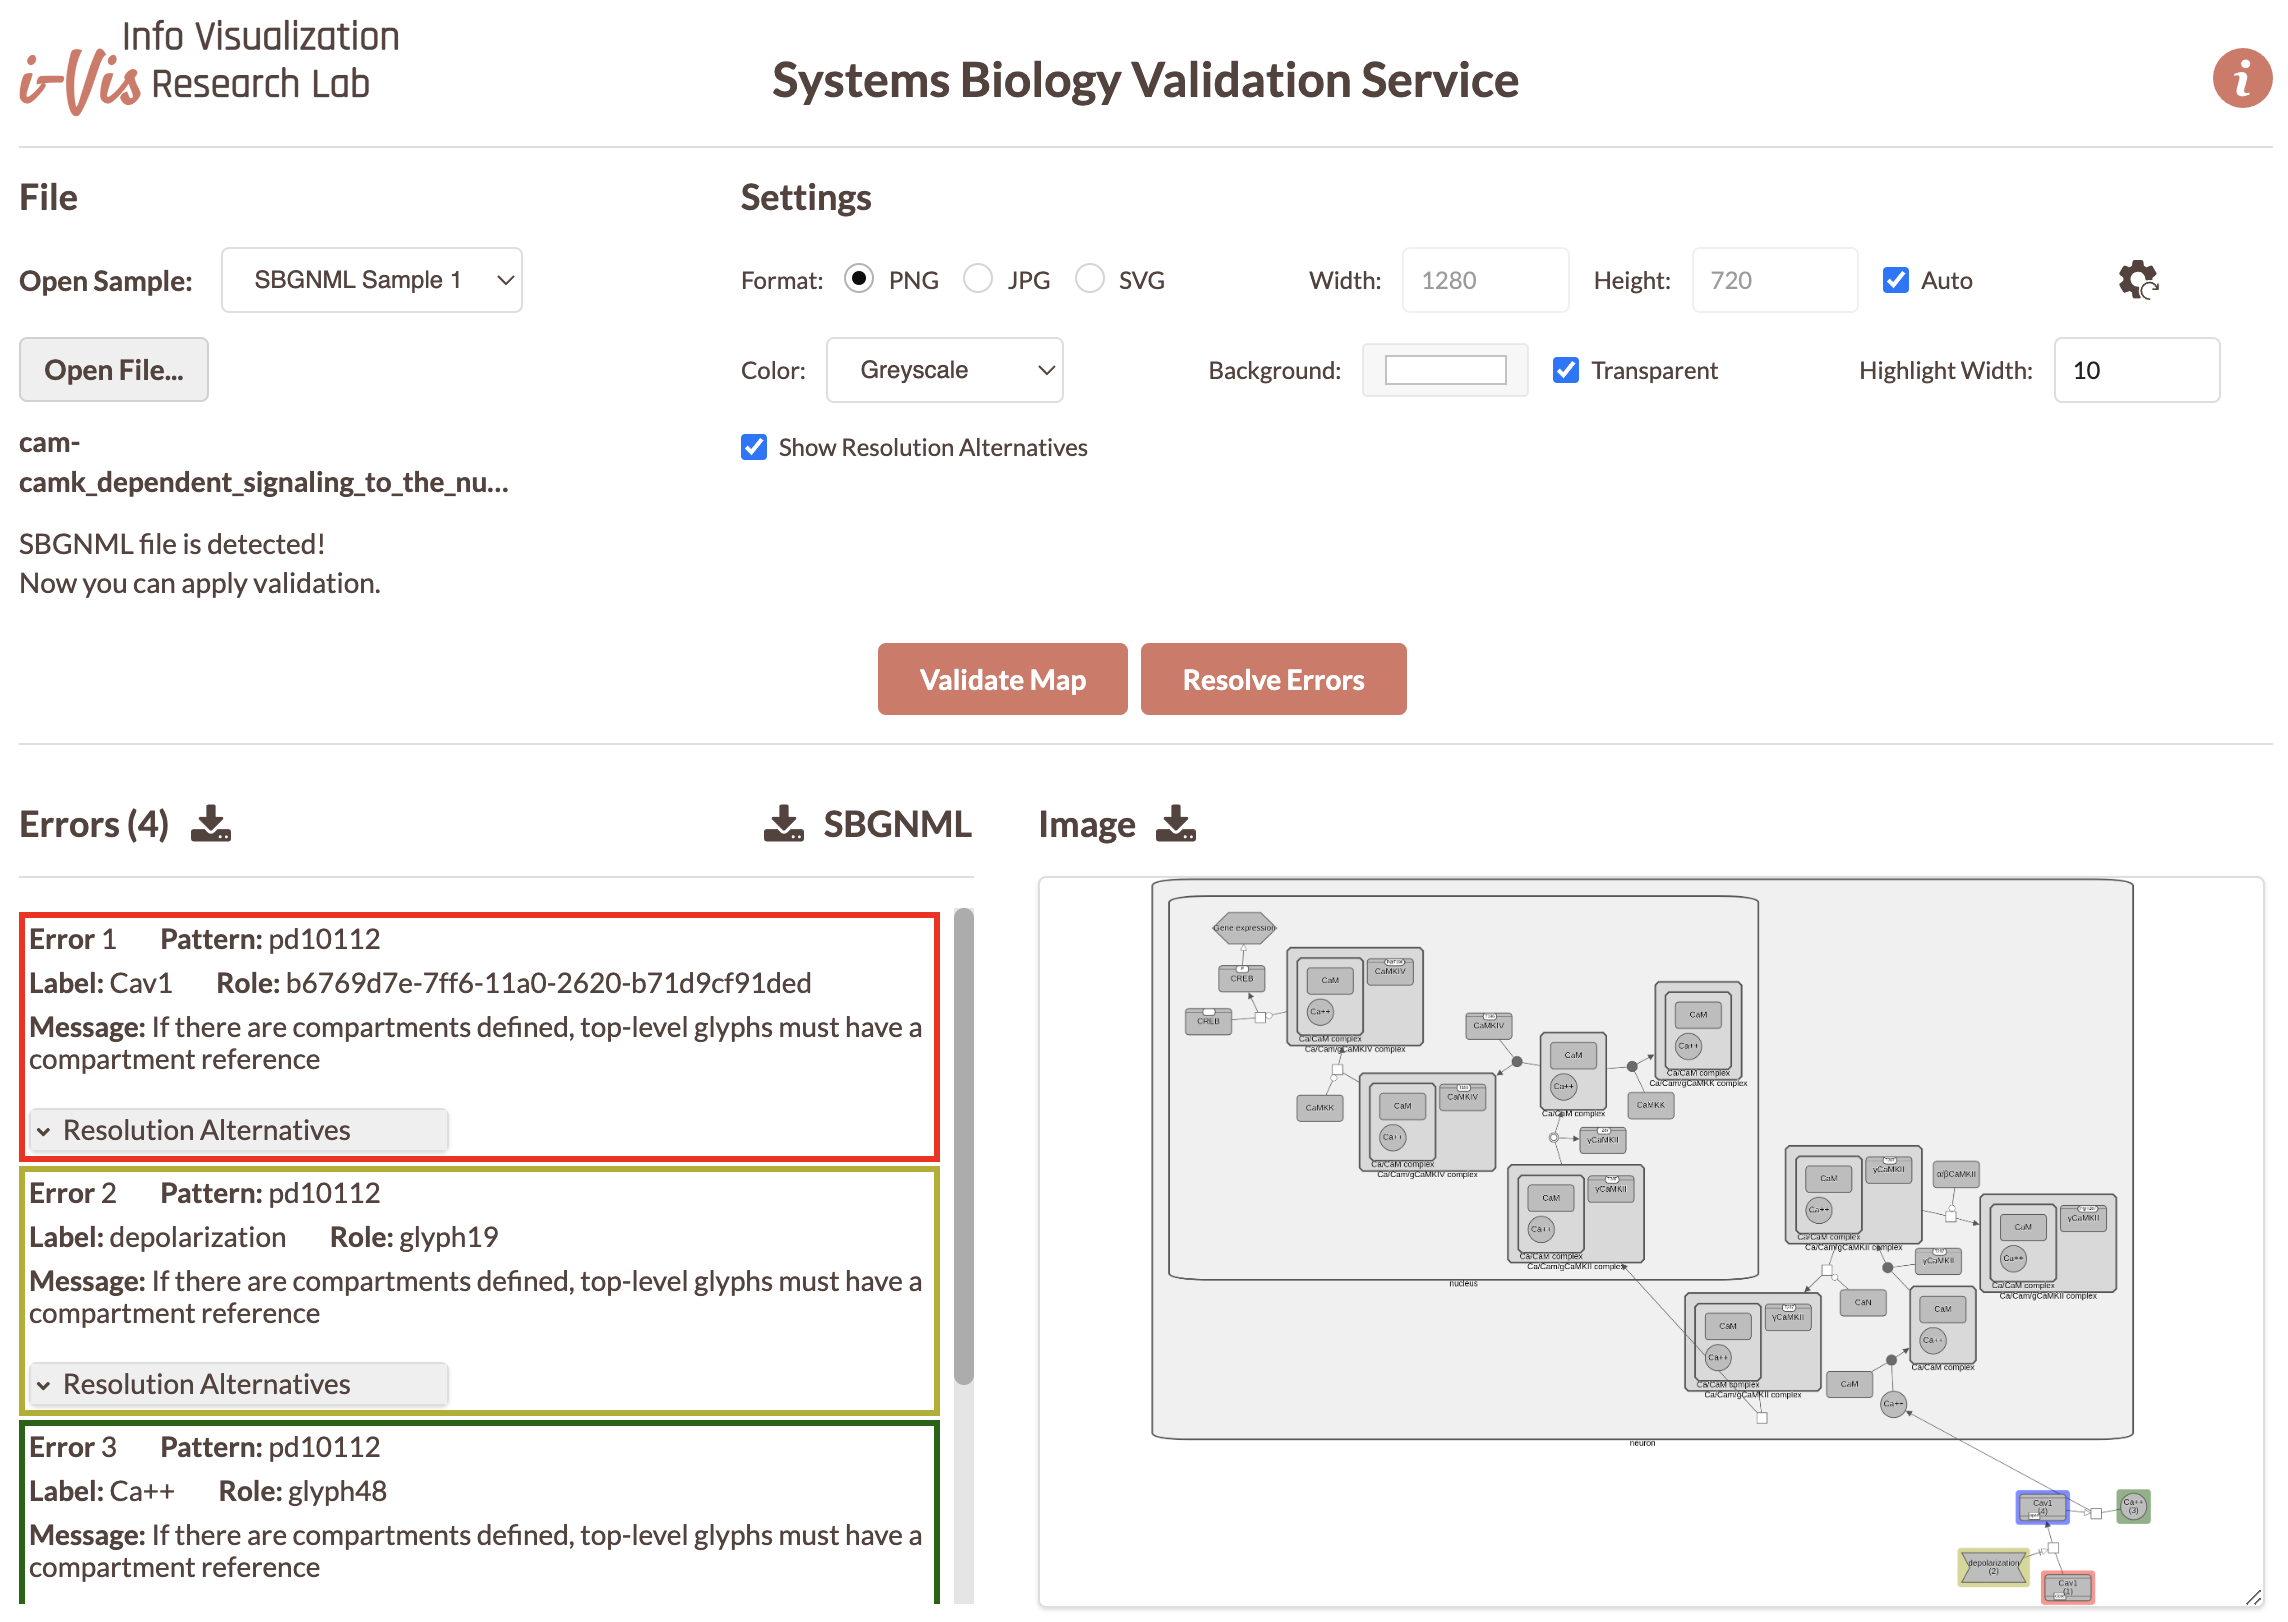 Info Visualization
i-Vis Research Lab
Systems Biology Validation Service
i
File
Settings
Open Sample: SBGNML Sample 1
Format: PNG JPG SVG Width: 1280 Height: 720 Auto
Open File...
Color: Greyscale Background: Transparent Highlight Width: 10
cam-
camk_dependent_signaling_to_the_nu...
Show Resolution Alternatives
SBGNML file is detected!
Now you can apply validation.
Validate Map Resolve Errors
Errors (4) SBGNML Image
Error 1 Pattern: pd10112
Label: Cav1 Role: b6769d7e-7ff6-11a0-2620-b71d9cf91ded
Message: If there are compartments defined, top-level glyphs must have a
compartment reference
Resolution Alternatives
Error 2 Pattern: pd10112
Label: depolarization Role: glyph19
Message: If there are compartments defined, top-level glyphs must have a
compartment reference
Resolution Alternatives
Error 3 Pattern: pd10112
Label: Ca++ Role: glyph48
Message: If there are compartments defined, top-level glyphs must have a
compartment reference
Gene expression
CREB
CREB
CaM
CaMKIV
Ca++
Ca/CaM complex
Ca/Cam/gCaMKIV complex
CaMKK
CaM
CaMKIV
Ca++
Ca/CaM complex
Ca/Cam/gCaMKIV complex
CaMKIV
CaM
Ca++
Ca/CaM complex
CaM
Ca++
Ca/CaM complex
Ca/Cam/gCaMKK complex
CaMKK
γCaMKII
CaM
γCaMKII
Ca++
Ca/CaM complex
Ca/Cam/gCaMKII complex
nucleus
CaM
γCaMKII
Ca++
Ca/CaM complex
Ca/Cam/gCaMKII complex
α/βCaMKII
CaM
γCaMKII
Ca++
Ca/CaM complex
Ca/Cam/gCaMKII complex
γCaMKII
CaN
CaM
Ca++
Ca/CaM complex
CaM
γCaMKII
Ca++
Ca/CaM complex
Ca/Cam/gCaMKII complex
CaM
Ca++
neuron
Cav1
(4)
Ca++
(3)
depolarization
(2)
Cav1
(1)